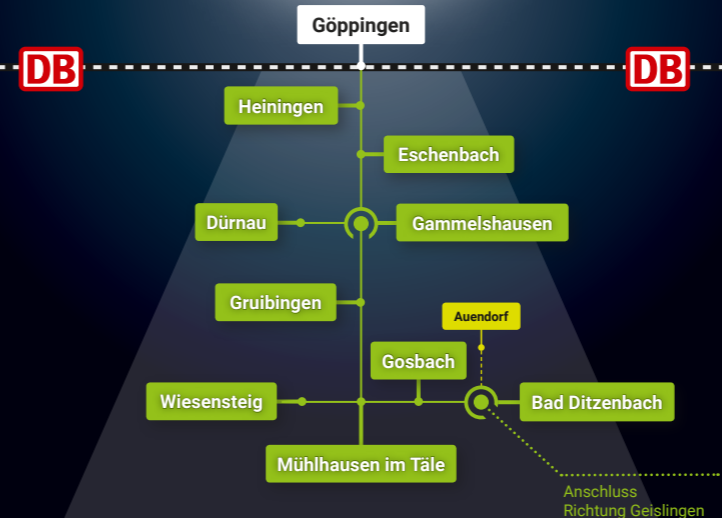 Göppingen
DB
DB
Heiningen
Eschenbach
Dürnau
Gammelshausen
Gruibingen
Auendorf
Gosbach
Wiesensteig
Bad Ditzenbach
Mühlhausen im Täle
Anschluss
Richtung Geislingen